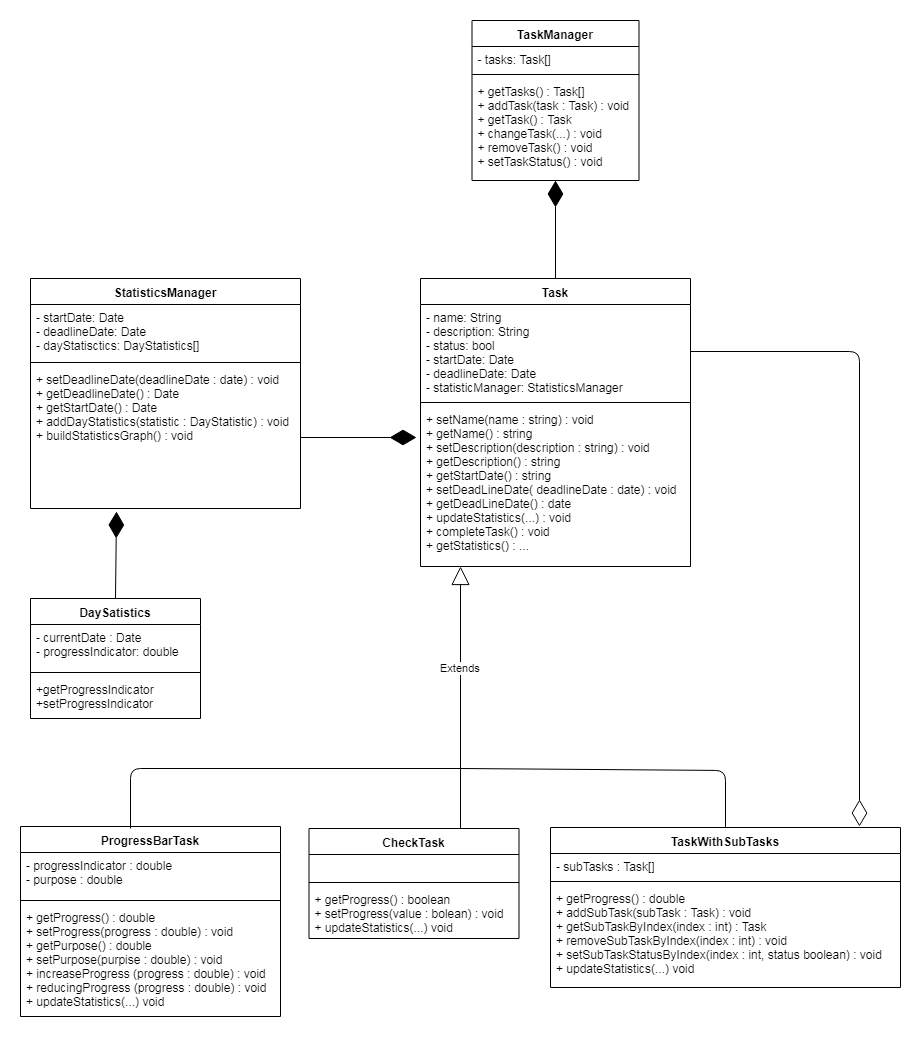 TaskManager
- tasks: Task[]
+ getTasks() : Task[]
+ addTask(task : Task) : void
+ getTask() : Task
+ changeTask(...) : void
+ removeTask() : void
+ setTaskStatus() : void
StatisticsManager
- startDate: Date
- deadlineDate: Date
- dayStatisctics: DayStatistics[]
+ setDeadlineDate(deadlineDate : date) : void
+ getDeadlineDate() : Date
+ getStartDate() : Date
+ addDayStatistics(statistic : DayStatistic) : void
+ buildStatisticsGraph() : void
Task
- name: String
- description: String
- status: bool
- startDate: Date
- deadlineDate: Date
- statisticManager: StatisticsManager
+ setName(name : string) : void
+ getName() : string
+ setDescription(description : string) : void
+ getDescription() : string
+ getStartDate() : string
+ setDeadLineDate( deadlineDate : date) : void
+ getDeadLineDate() : date
+ updateStatistics(...) : void
+ completeTask() : void
+ getStatistics() : ...
DaySatistics
- currentDate : Date
- progressIndicator: double
+getProgressIndicator
+setProgressIndicator
Extends
ProgressBarTask
- progressIndicator : double
- purpose : double
+ getProgress() : double
+ setProgress(progress : double) : void
+ getPurpose() : double
+ setPurpose(purpise : double) : void
+ increaseProgress (progress : double) : void
+ reducingProgress (progress : double) : void
+ updateStatistics(...) void
CheckTask
+ getProgress() : boolean
+ setProgress(value : bolean) : void
+ updateStatistics(...) void
TaskWithSubTasks
- subTasks : Task[]
+ getProgress() : double
+ addSubTask(subTask : Task) : void
+ getSubTaskByIndex(index : int) : Task
+ removeSubTaskByIndex(index : int) : void
+ setSubTaskStatusByIndex(index : int, status boolean) : void
+ updateStatistics(...) void